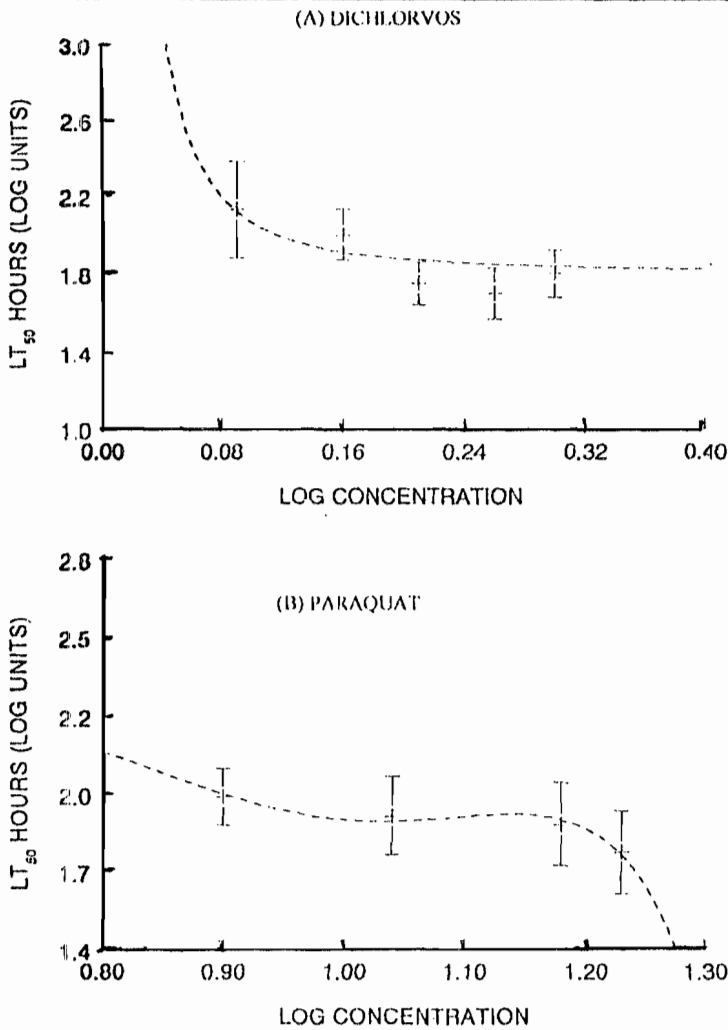 (A) DICHLORVOS
3.0
2.6
2.2
1.8
1.4
1.0
LT50 HOURS (LOG UNITS)
0.00 0.08 0.16 0.24 0.32 0.40
LOG CONCENTRATION
(B) PARAQUAT
2.8
2.5
2.2
2.0
1.7
1.4
LT50 HOURS (LOG UNITS)
0.80 0.90 1.00 1.10 1.20 1.30
LOG CONCENTRATION